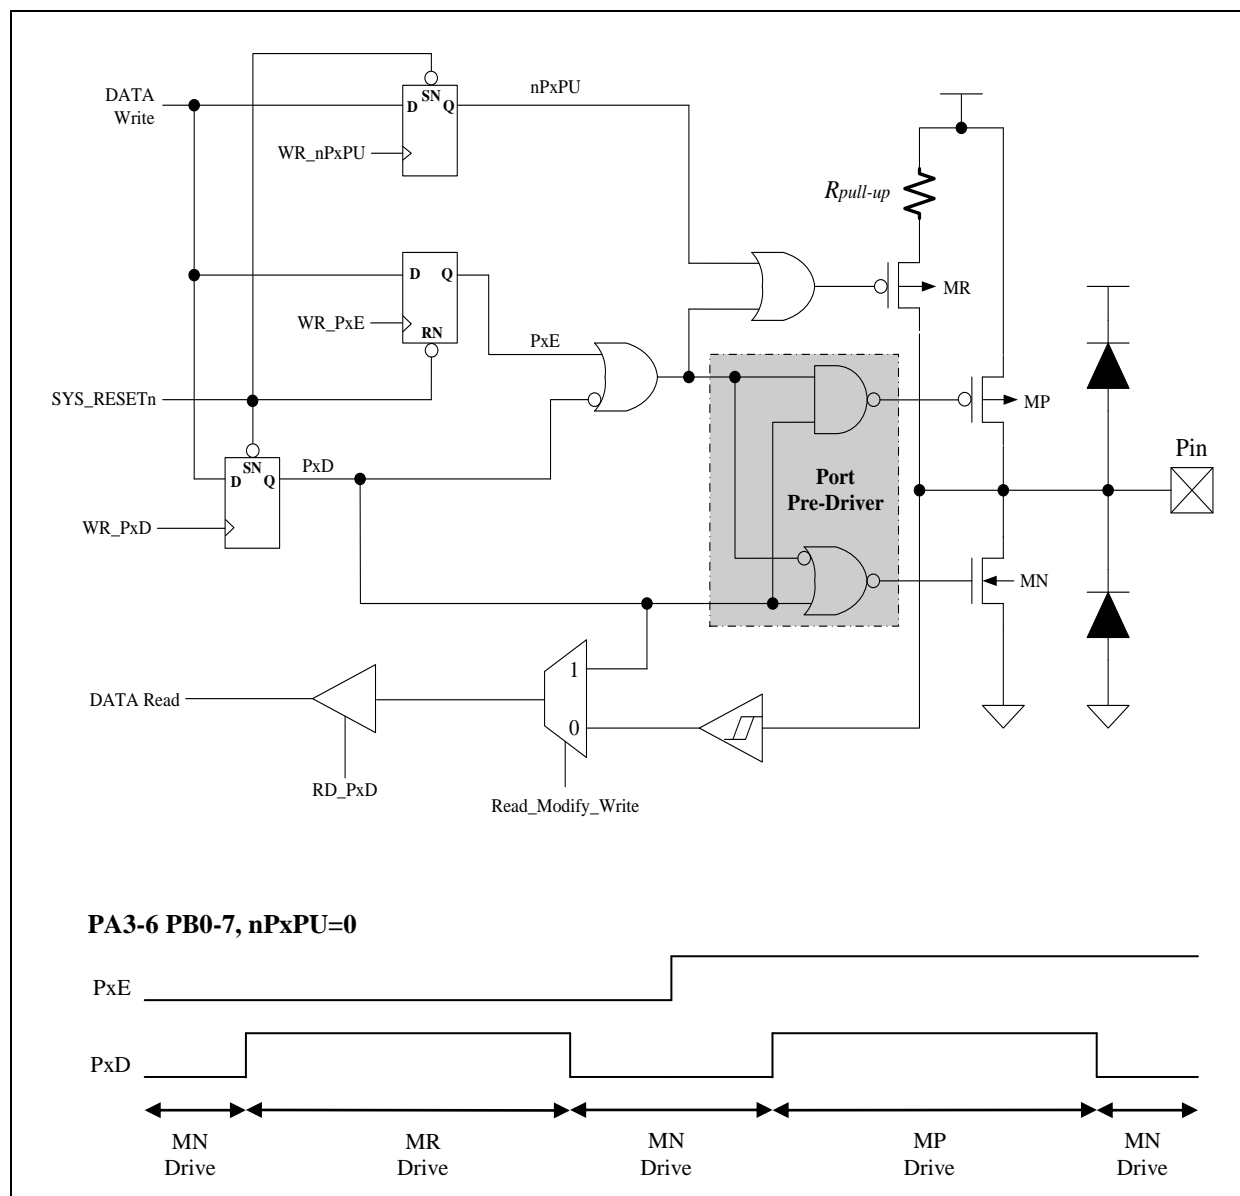 DATA
Write
SN
D
Q
nPxPU
WR_nPxPU
Rpull-up
D
Q
MR
WR_PxE
RN
PxE
SYS_RESETn
MP
PxD
SN
D
Q
Port
Pre-Driver
Pin
WR_PxD
MN
1
DATA Read
0
RD_PxD
Read_Modify_Write
PA3-6 PB0-7, nPxPU=0
PxE
PxD
MN
Drive
MR
Drive
MN
Drive
MP
Drive
MN
Drive